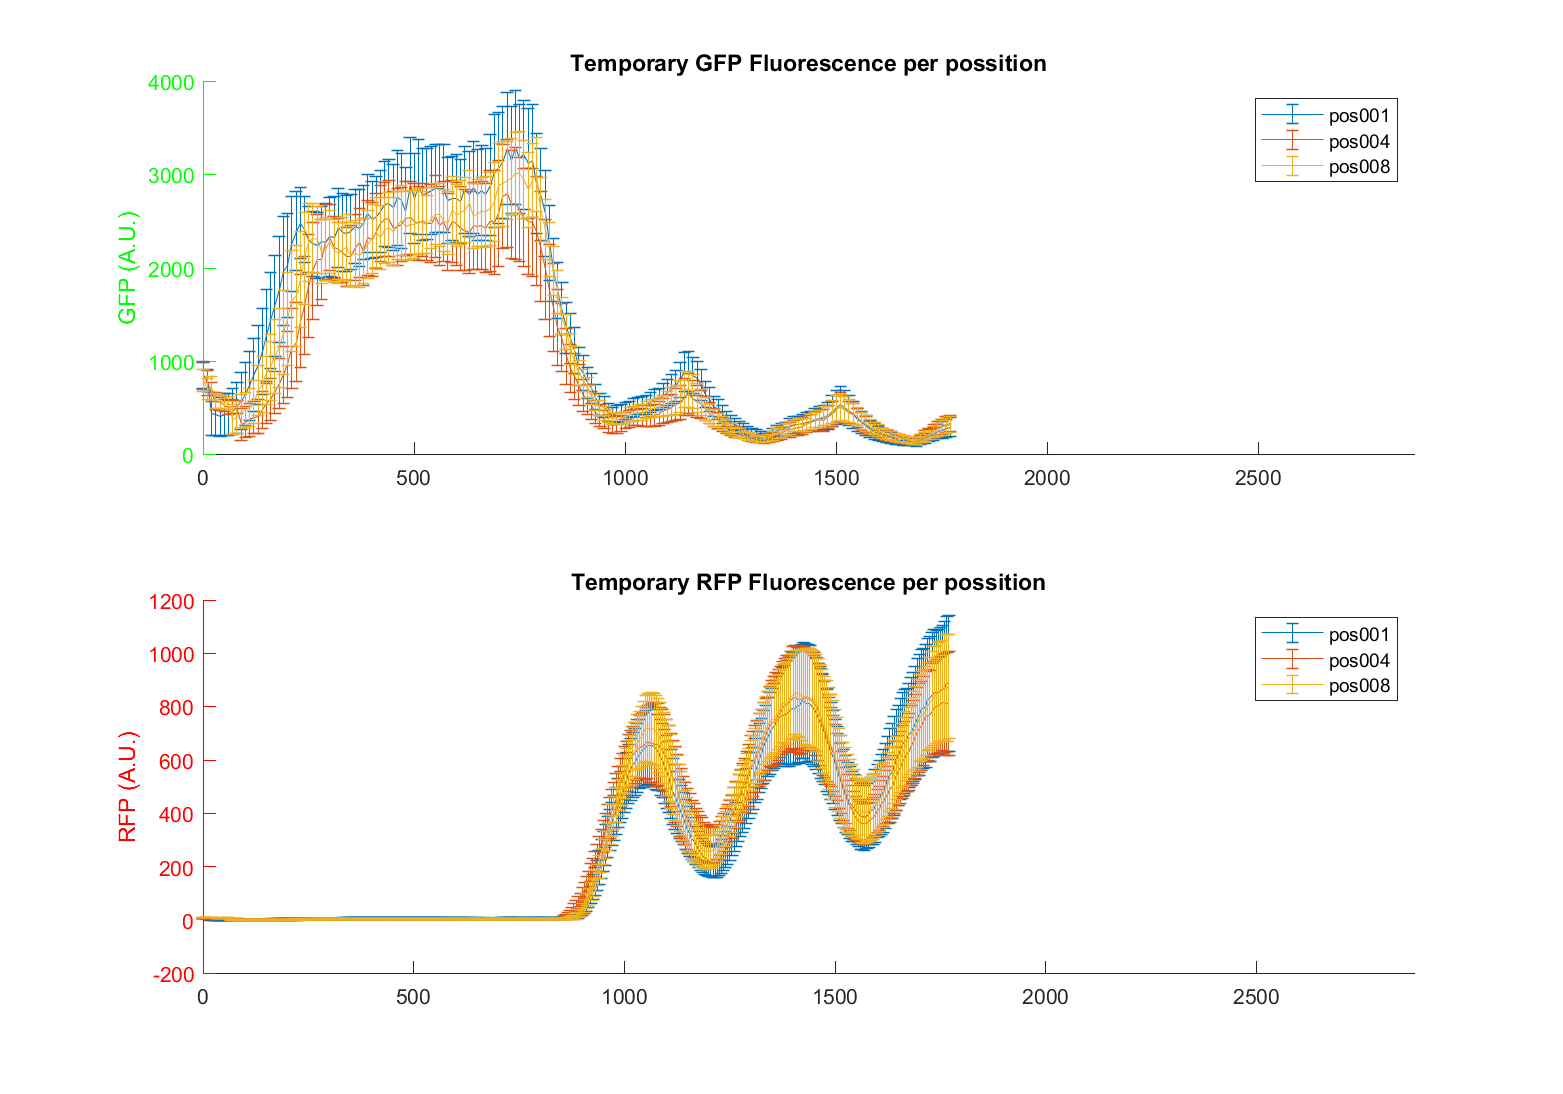 Temporary GFP Fluorescence per possition
4000
3000
2000
1000
0
GFP (A.U.)
0 500 1000 1500 2000 2500
pos001
pos004
pos008
Temporary RFP Fluorescence per possition
1200
1000
800
600
400
200
0
-200
RFP (A.U.)
0 500 1000 1500 2000 2500
pos001
pos004
pos008